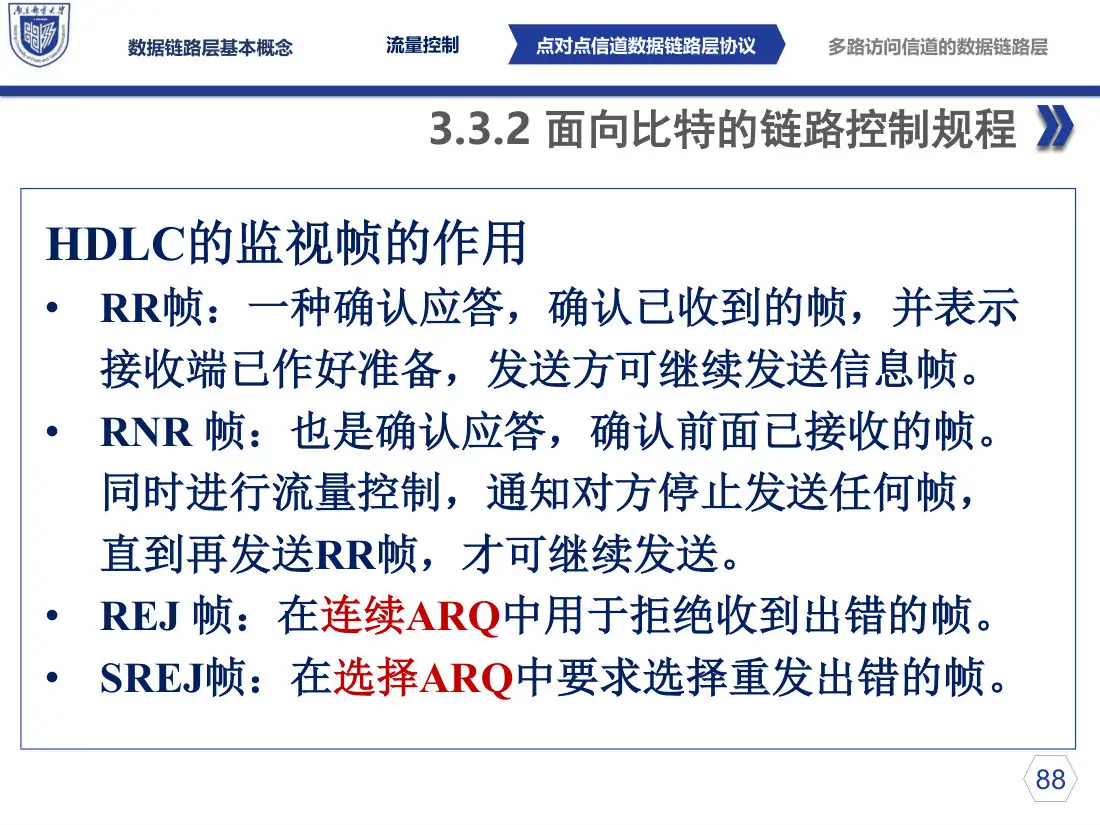 南京邮电大学
数据链路层基本概念
流量控制
点对点信道数据链路层协议
多路访问信道的数据链路层
3.3.2 面向比特的链路控制规程
HDLC的监视帧的作用
• RR帧：一种确认应答，确认已收到的帧，并表示
接收端已作好准备，发送方可继续发送信息帧。
• RNR 帧：也是确认应答，确认前面已接收的帧。
同时进行流量控制，通知对方停止发送任何帧，
直到再发送RR帧，才可继续发送。
• REJ 帧：在连续ARQ中用于拒绝收到出错的帧。
• SREJ帧：在选择ARQ中要求选择重发出错的帧。
88